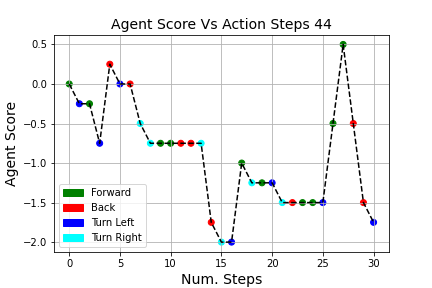 Agent Score Vs Action Steps 44
0.5
0.0
−0.5
−1.0
−1.5
−2.0
Agent Score
Forward
Back
Turn Left
Turn Right
0 5 10 15 20 25 30
Num. Steps